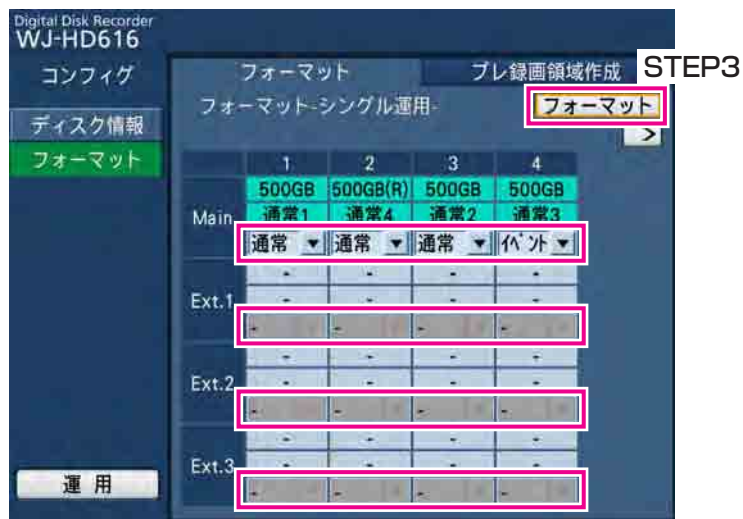 Digital Disk Recorder
WJ-HD616
コンフィグ
ディスク情報
フォーマット
運 用
フォーマット プレ録画領域作成 STEP3
フォーマット-シングル運用- フォーマット
>
1 2 3 4
500GB 500GB(R) 500GB 500GB
Main 通常1 通常4 通常2 通常3
通常 ▼ 通常 ▼ 通常 ▼ イベント ▼
- - - -
Ext.1 - - - -
- - - -
- - - -
Ext.2 - - - -
- - - -
- - - -
Ext.3 - - - -
- - - -